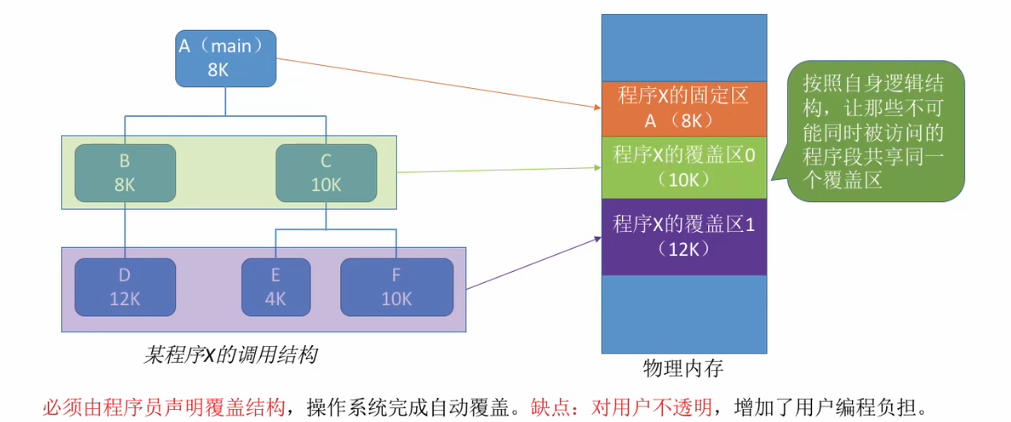 A（main）
8K
B
8K
C
10K
D
12K
E
4K
F
10K
某程序X的调用结构
程序X的固定区
A （8K）
程序X的覆盖区0
（10K）
程序X的覆盖区1
（12K）
物理内存
按照自身逻辑结
构，让那些不可
能同时被访问的
程序段共享同一
个覆盖区
必须由程序员声明覆盖结构，操作系统完成自动覆盖。缺点：对用户不透明，增加了用户编程负担。